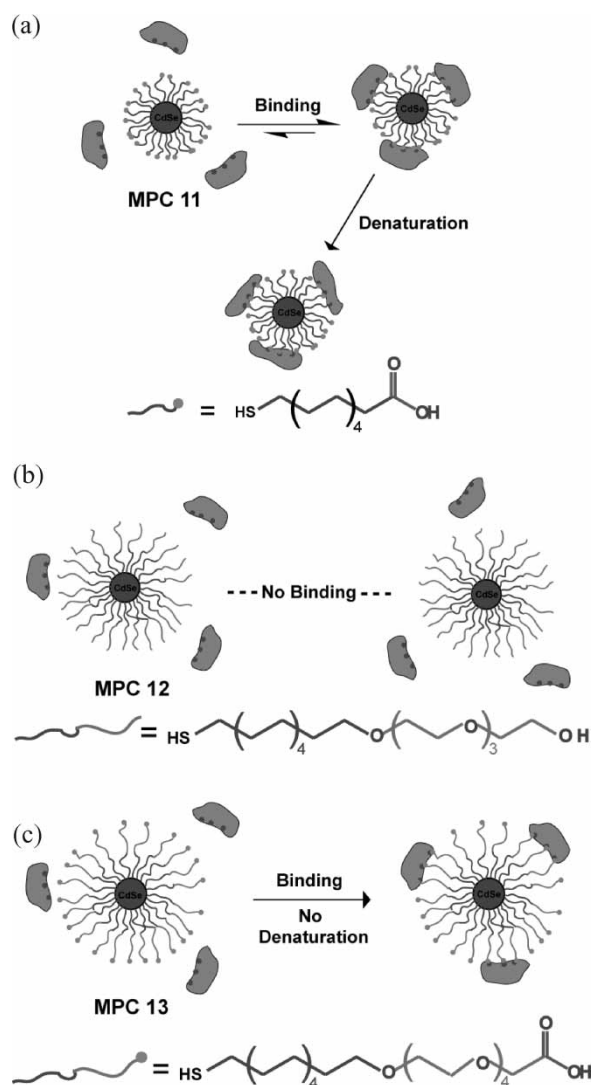 (a)
CdSe
Binding
CdSe
MPC 11
Denaturation
CdSe
= HS ( ) 4 O OH
(b)
CdSe
---No Binding ---
CdSe
MPC 12
= HS ( ) 4 O ( O ) 3 OH
(c)
CdSe
Binding
No
Denaturation
CdSe
MPC 13
= HS ( ) 4 O ( O ) 4 O OH